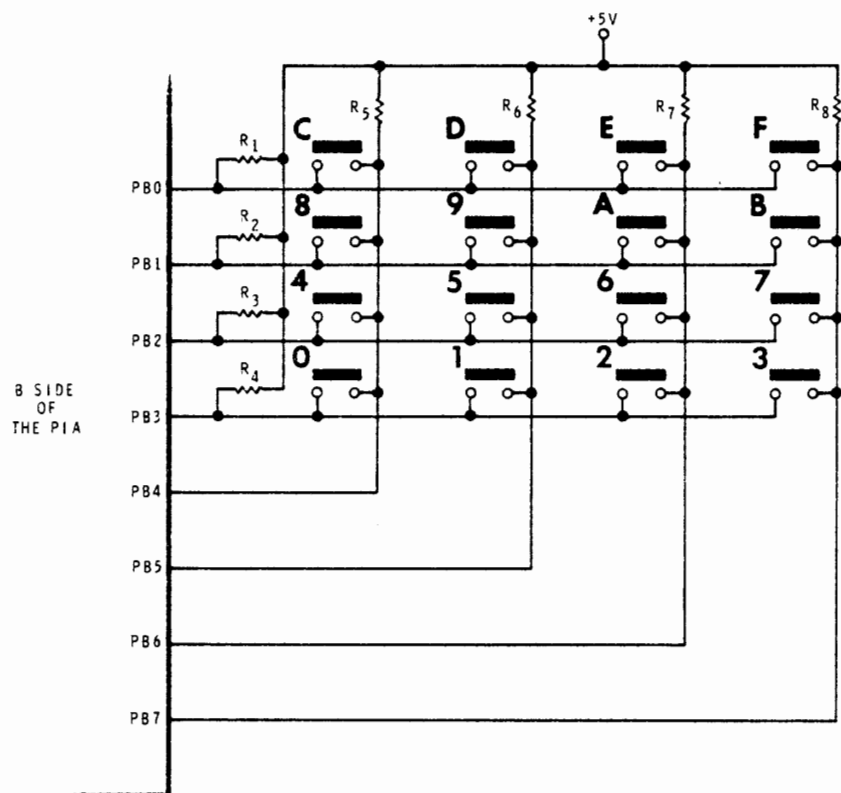 +5V
R5 R6 R7 R8
C D E F
R1
PB0
8 9 A B
R2
PB1
4 5 6 7
R3
PB2
0 1 2 3
R4
PB3
B SIDE
OF
THE PIA
PB4
PB5
PB6
PB7